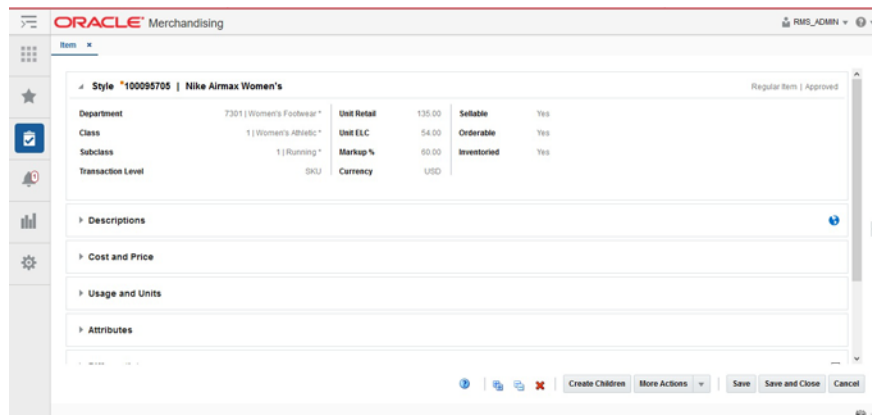 ORACLE® Merchandising
RMS_ADMIN
Item ×
Style *100095705 | Nike Airmax Women's
Regular Item | Approved
Department 7301 | Women's Footwear * Unit Retail 135.00 Sellable Yes
Class 1 | Women's Athletic * Unit ELC 54.00 Orderable Yes
Subclass 1 | Running * Markup % 60.00 Inventoried Yes
Transaction Level SKU Currency USD
Descriptions
Cost and Price
Usage and Units
Attributes
Create Children More Actions Save Save and Close Cancel